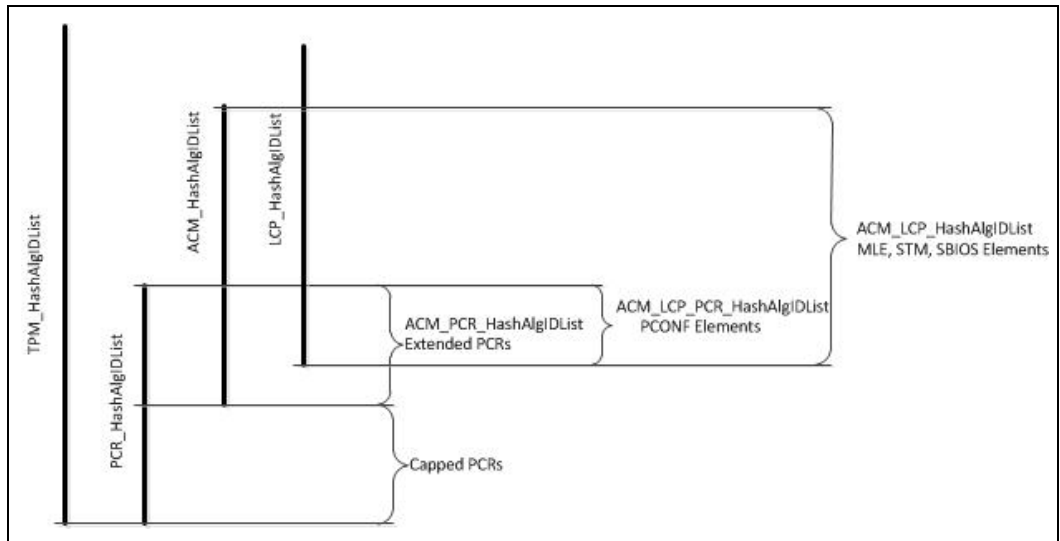 TPM_HashAlgIDList
PCR_HashAlgIDList
ACM_HashAlgIDList
LCP_HashAlgIDList
ACM_PCR_HashAlgIDList
Extended PCRs
Capped PCRs
ACM_LCP_PCR_HashAlgIDList
PCONF Elements
ACM_LCP_HashAlgIDList
MLE, STM, SBIOS Elements